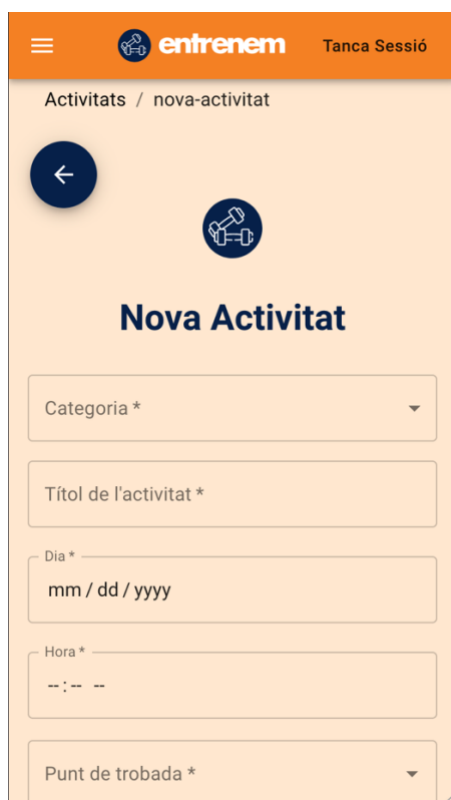 entrenem Tanca Sessió
Activitats / nova-activitat
Nova Activitat
Categoria *
Títol de l'activitat *
Dia *
mm / dd / yyyy
Hora *
--:-- --
Punt de trobada *